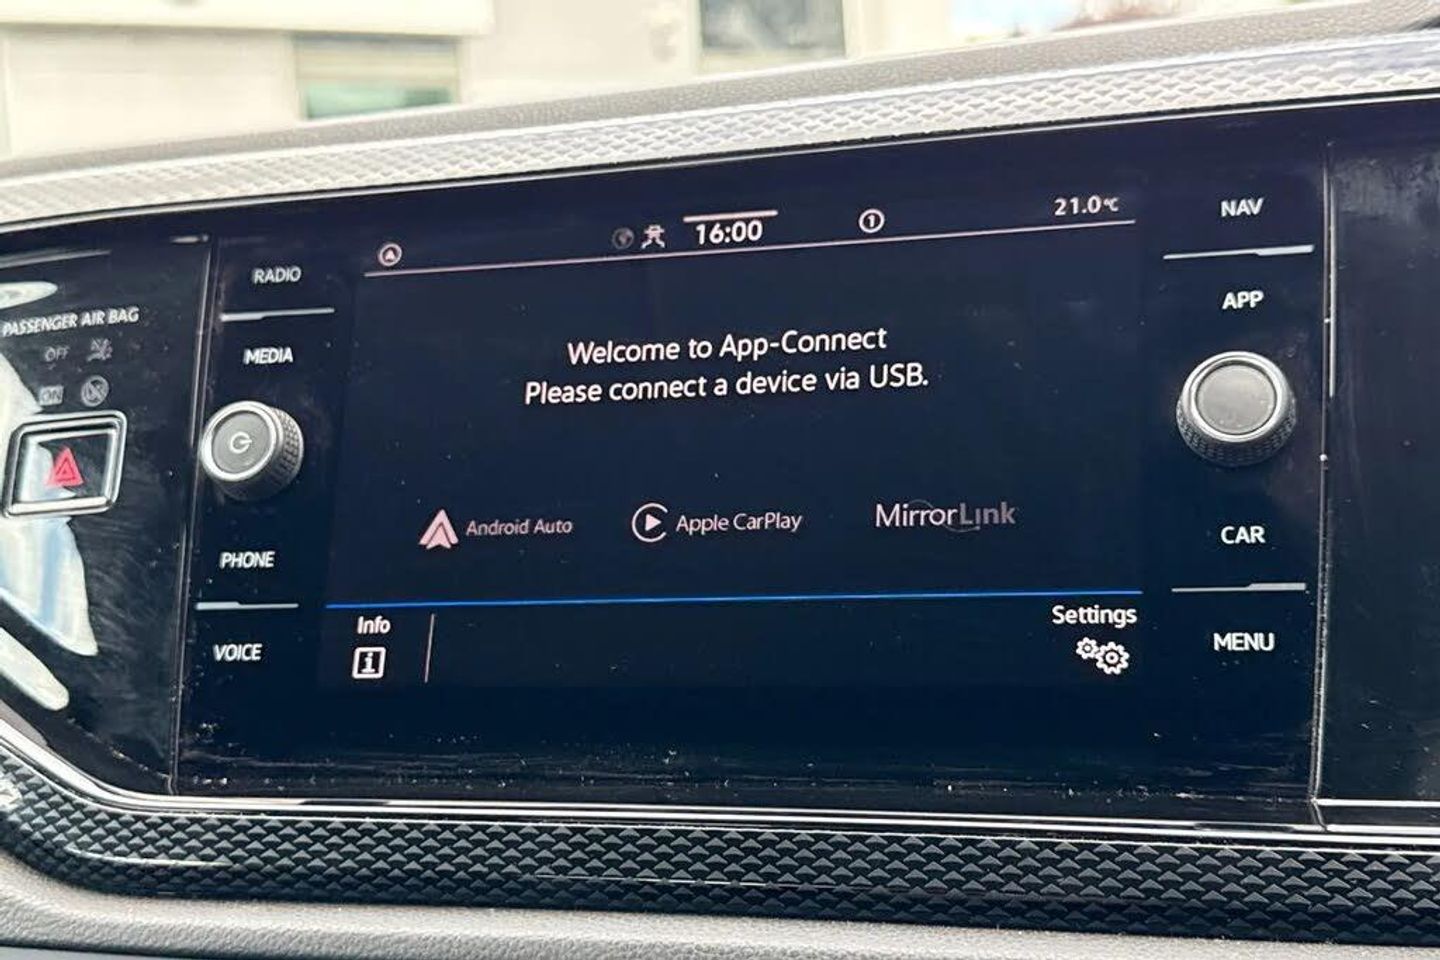 PASSENGER AIR BAG
OFF
ON
RADIO
MEDIA
PHONE
VOICE
16:00
1
21.0°C
Welcome to App-Connect
Please connect a device via USB.
Android Auto
Apple CarPlay
MirrorLink
Info
i
Settings
NAV
APP
CAR
MENU